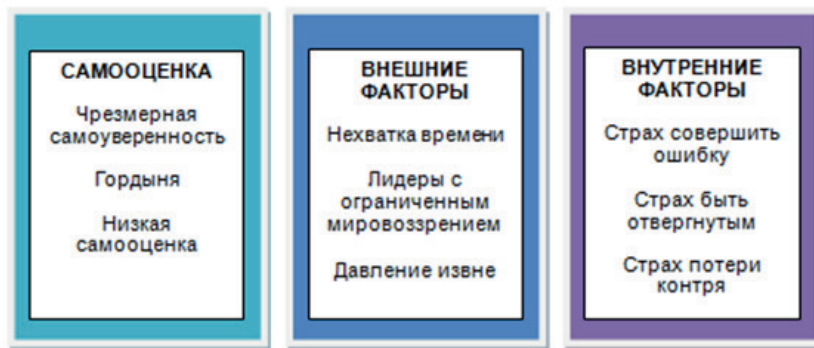 САМООЦЕНКА
Чрезмерная
самоуверенность
Гордыня
Низкая
самооценка
ВНЕШНИЕ
ФАКТОРЫ
Нехватка времени
Лидеры с
ограниченным
мировоззрением
Давление извне
ВНУТРЕННИЕ
ФАКТОРЫ
Страх совершить
ошибку
Страх быть
отвергнутым
Страх потери
контря